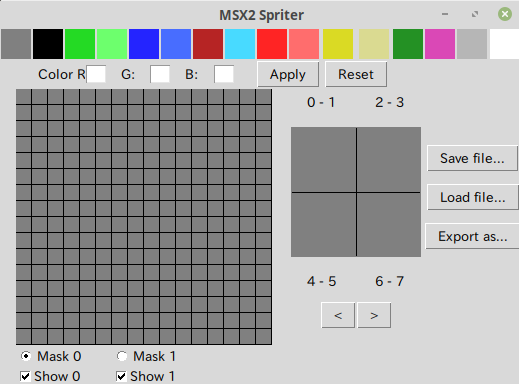 MSX2 Spriter
Color R G: B: Apply Reset
0 - 1 2 - 3
Save file...
Load file...
Export as...
4 - 5 6 - 7
< >
Mask 0 Mask 1
Show 0 Show 1